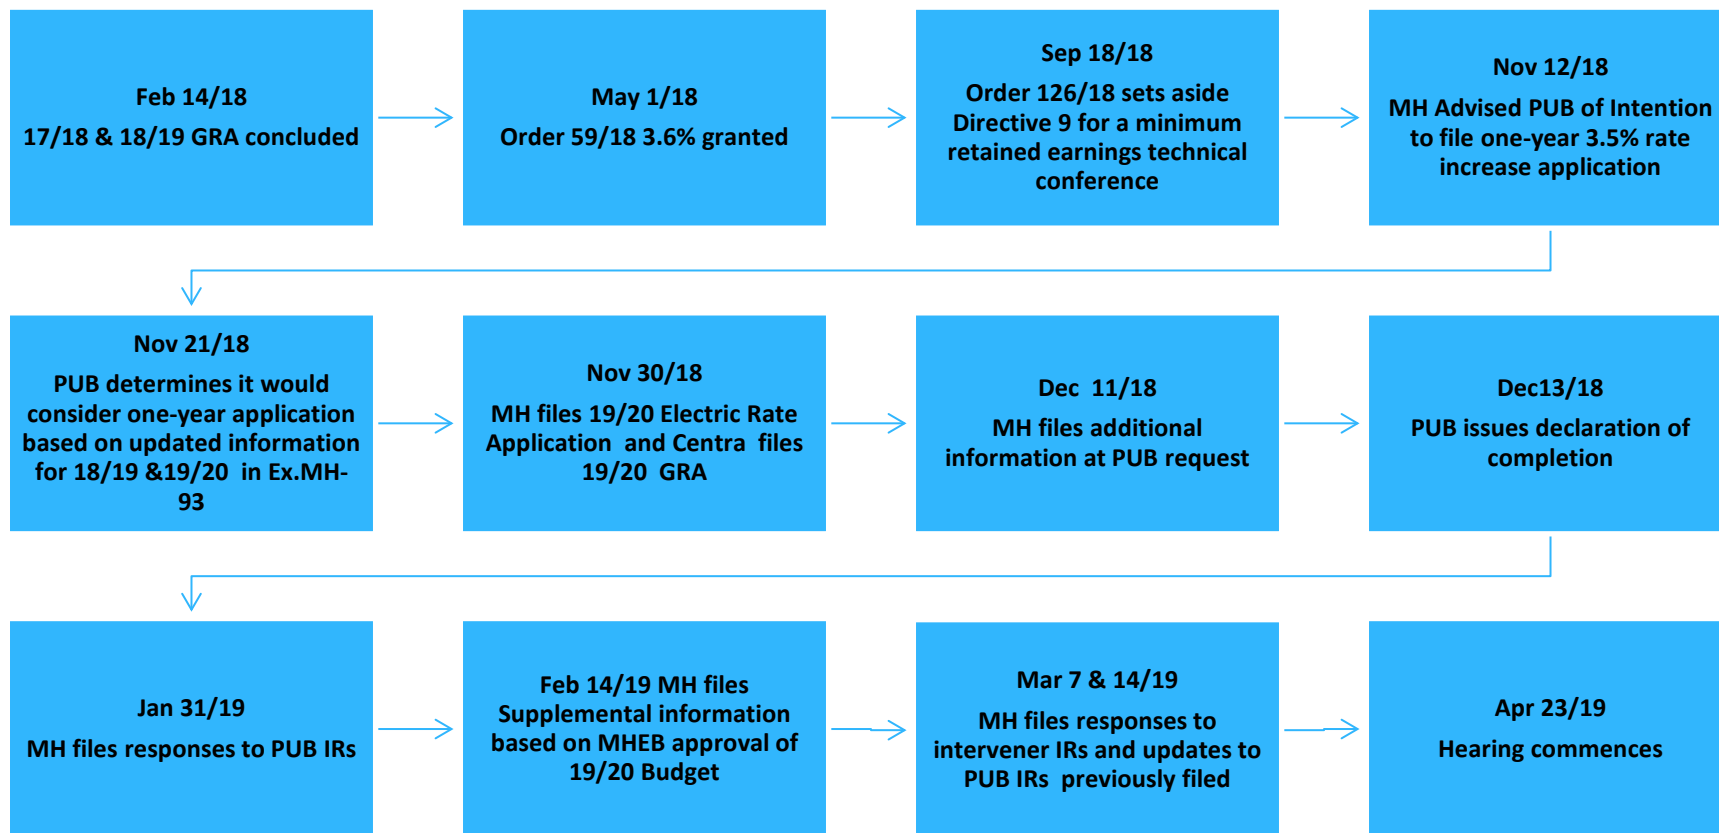 Feb 14/18
17/18 & 18/19 GRA concluded
May 1/18
Order 59/18 3.6% granted
Sep 18/18
Order 126/18 sets aside
Directive 9 for a minimum
retained earnings technical
conference
Nov 12/18
MH Advised PUB of Intention
to file one-year 3.5% rate
increase application
Nov 21/18
PUB determines it would
consider one-year application
based on updated information
for 18/19 &19/20 in Ex.MH-
93
Nov 30/18
MH files 19/20 Electric Rate
Application and Centra files
19/20 GRA
Dec 11/18
MH files additional
information at PUB request
Dec13/18
PUB issues declaration of
completion
Jan 31/19
MH files responses to PUB IRs
Feb 14/19 MH files
Supplemental information
based on MHEB approval of
19/20 Budget
Mar 7 & 14/19
MH files responses to
intervener IRs and updates to
PUB IRs previously filed
Apr 23/19
Hearing commences